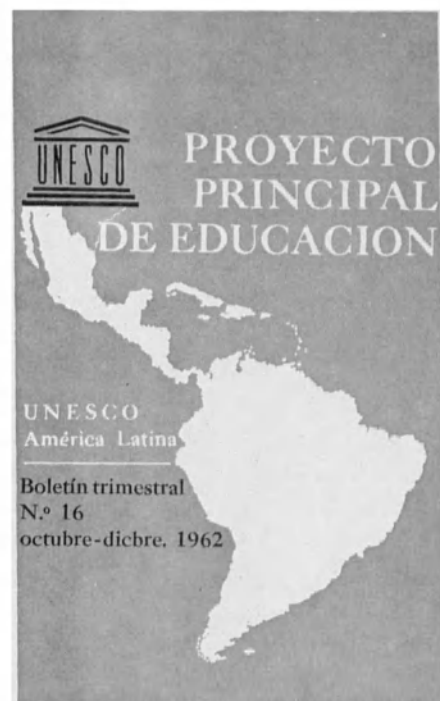 UNESCO
PROYECTO
PRINCIPAL
DE EDUCACION
UNESCO
América Latina
Boletín trimestral
N.º 16
octubre-dicbre. 1962